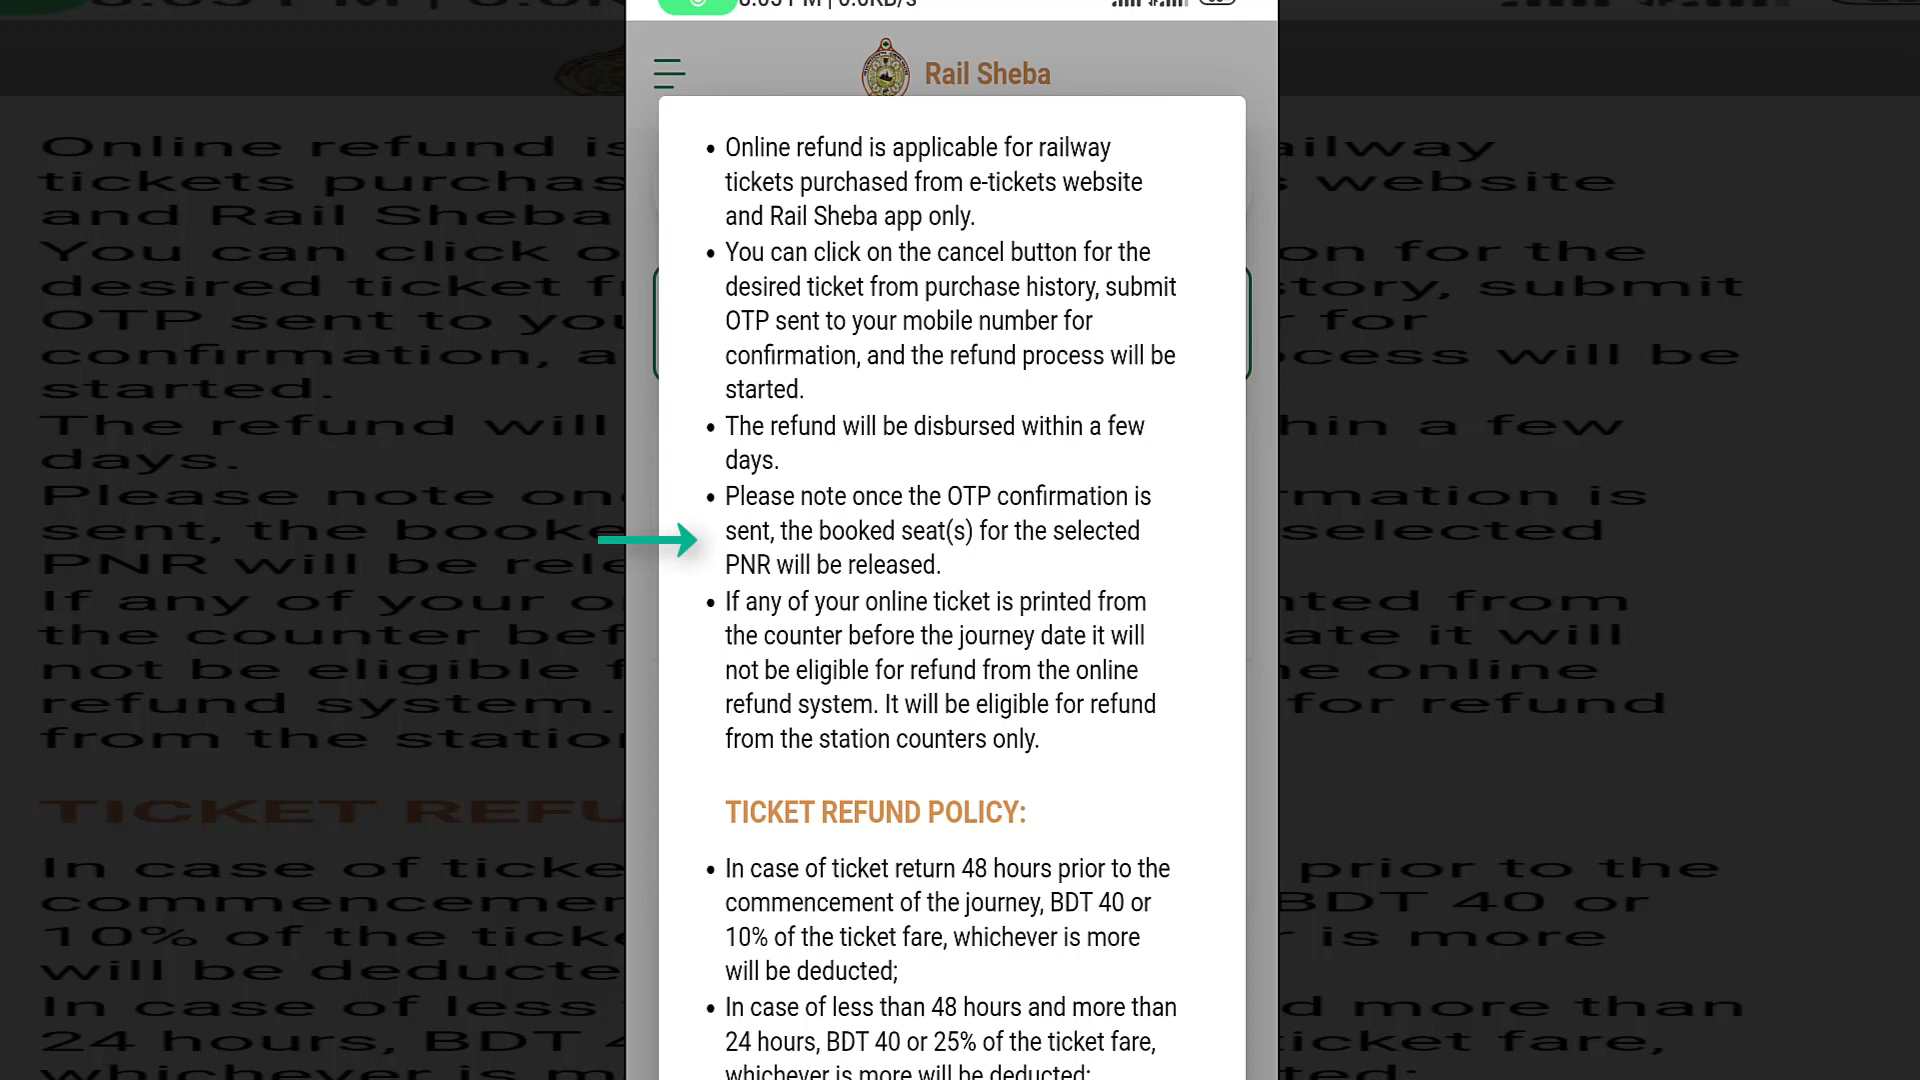 Rail Sheba
• Online refund is applicable for railway
tickets purchased from e-tickets website
and Rail Sheba app only.
• You can click on the cancel button for the
desired ticket from purchase history, submit
OTP sent to your mobile number for
confirmation, and the refund process will be
started.
• The refund will be disbursed within a few
days.
• Please note once the OTP confirmation is
sent, the booked seat(s) for the selected
PNR will be released.
• If any of your online ticket is printed from
the counter before the journey date it will
not be eligible for refund from the online
refund system. It will be eligible for refund
from the station counters only.
TICKET REFUND POLICY:
• In case of ticket return 48 hours prior to the
commencement of the journey, BDT 40 or
10% of the ticket fare, whichever is more
will be deducted;
• In case of less than 48 hours and more than
24 hours, BDT 40 or 25% of the ticket fare,
whichever is more will be deducted;